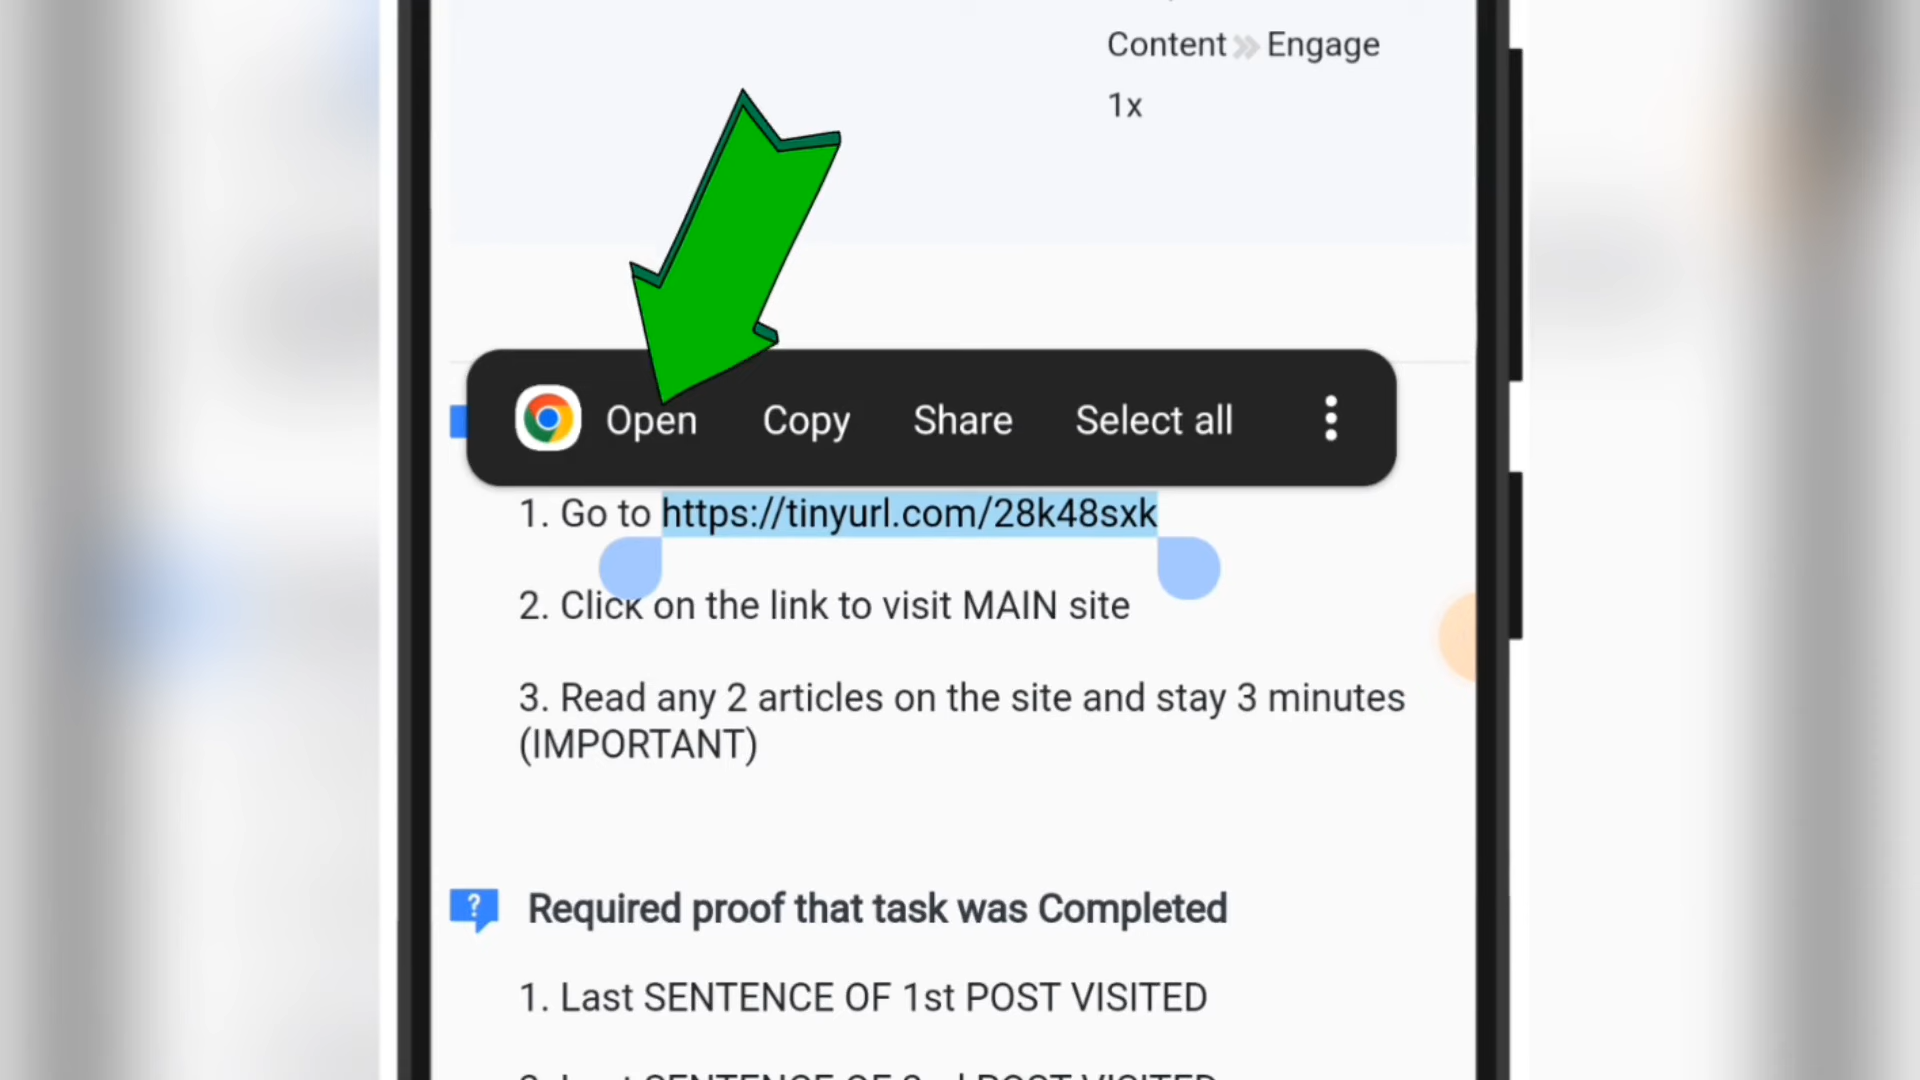 Content » Engage
1x
Open Copy Share Select all
1. Go to https://tinyurl.com/28k48sxk
2. Click on the link to visit MAIN site
3. Read any 2 articles on the site and stay 3 minutes
(IMPORTANT)
? Required proof that task was Completed
1. Last SENTENCE OF 1st POST VISITED